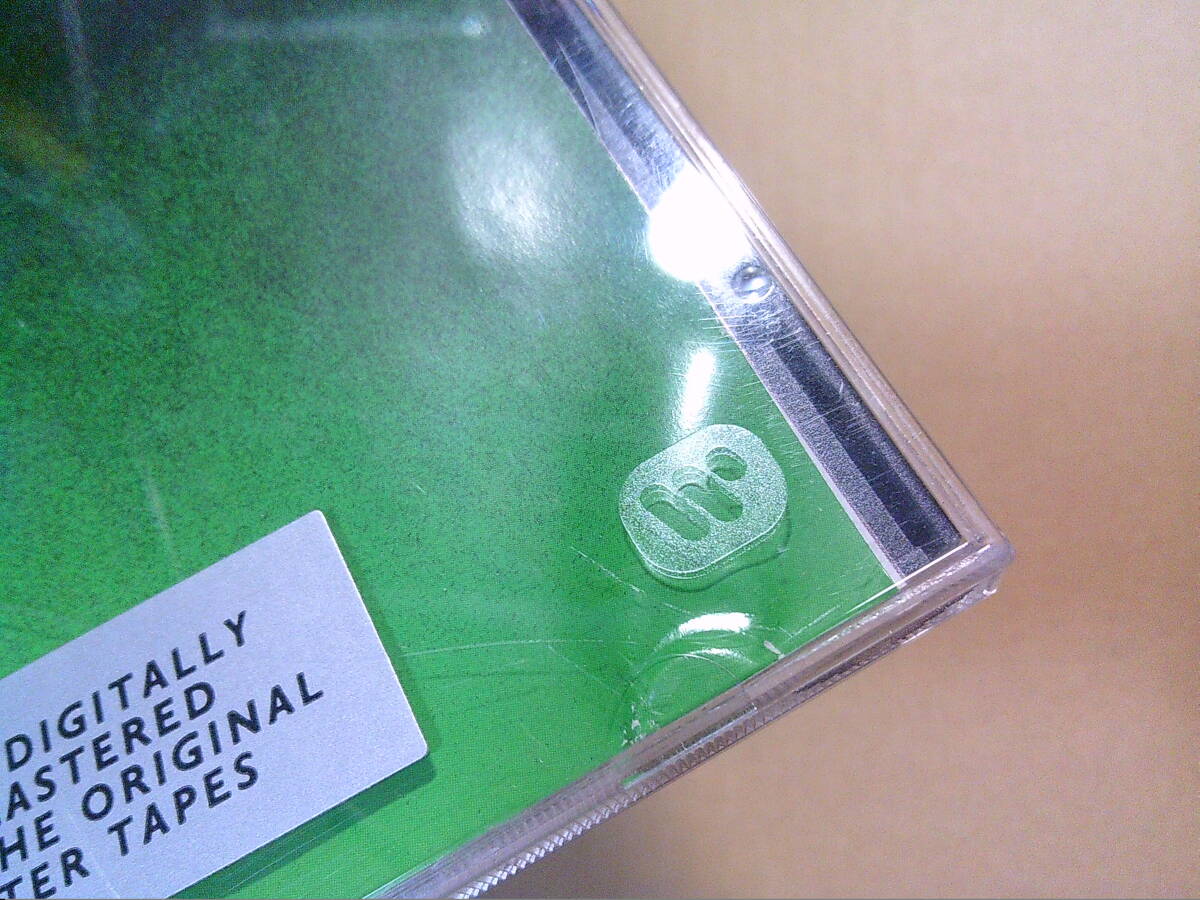 DIGITALLY
ASTERED
HE ORIGINAL
TER TAPES